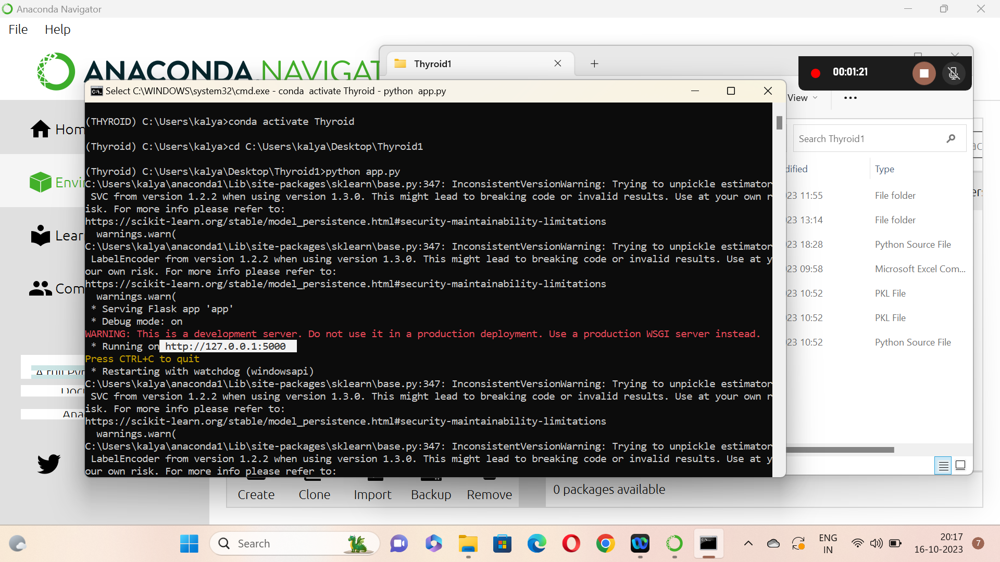 Anaconda Navigator
File Help
ANACONDA.NAVIGAT
Thyroid1
00:01:21
Select C:\WINDOWS\system32\cmd.exe - conda  activate Thyroid - python  app.py
View
Search Thyroid1
Type
File folder
23 11:55
File folder
23 13:14
Python Source File
23 18:28
Microsoft Excel Com...
23 09:58
PKL File
23 10:52
PKL File
23 10:52
Python Source File
23 10:52
(THYROID) C:\Users\kalya>conda activate Thyroid
(Thyroid) C:\Users\kalya>cd C:\Users\kalya\Desktop\Thyroid1
(Thyroid) C:\Users\kalya\Desktop\Thyroid1>python app.py
C:\Users\kalya\anaconda1\Lib\site-packages\sklearn\base.py:347: InconsistentVersionWarning: Trying to unpickle estimator
SVC from version 1.2.2 when using version 1.3.0. This might lead to breaking code or invalid results. Use at your own r
isk. For more info please refer to:
https://scikit-learn.org/stable/model_persistence.html#security-maintainability-limitations
warnings.warn(
C:\Users\kalya\anaconda1\Lib\site-packages\sklearn\base.py:347: InconsistentVersionWarning: Trying to unpickle estimator
LabelEncoder from version 1.2.2 when using version 1.3.0. This might lead to breaking code or invalid results. Use at y
our own risk. For more info please refer to:
https://scikit-learn.org/stable/model_persistence.html#security-maintainability-limitations
warnings.warn(
* Serving Flask app 'app'
* Debug mode: on
WARNING: This is a development server. Do not use it in a production deployment. Use a production WSGI server instead.
* Running on http://127.0.0.1:5000
Press CTRL+C to quit
* Restarting with watchdog (windowsapi)
C:\Users\kalya\anaconda1\Lib\site-packages\sklearn\base.py:347: InconsistentVersionWarning: Trying to unpickle estimator
SVC from version 1.2.2 when using version 1.3.0. This might lead to breaking code or invalid results. Use at your own r
isk. For more info please refer to:
https://scikit-learn.org/stable/model_persistence.html#security-maintainability-limitations
warnings.warn(
C:\Users\kalya\anaconda1\Lib\site-packages\sklearn\base.py:347: InconsistentVersionWarning: Trying to unpickle estimator
LabelEncoder from version 1.2.2 when using version 1.3.0. This might lead to breaking code or invalid results. Use at y
our own risk. For more info please refer to:
Create Clone Import Backup Remove
0 packages available
Search
ENG
IN
20:17
16-10-2023
7